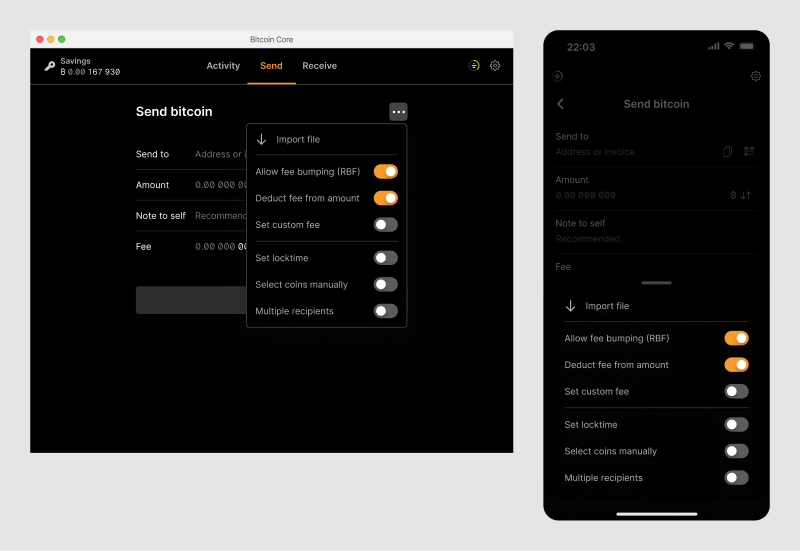 Bitcoin Core
Savings
₿ 0.00 167 930
Activity
Send
Receive
Send bitcoin
Import file
Send to
Address or i
Allow fee bumping (RBF)
Amount
0.00 000 00
Deduct fee from amount
Note to self
Recommend
Set custom fee
Fee
0.00 000 00
Set locktime
Select coins manually
Multiple recipients
22:03
Send bitcoin
Send to
Address or invoice
Amount
0.00 000 000
₿
Note to self
Recommended
Fee
Import file
Allow fee bumping (RBF)
Deduct fee from amount
Set custom fee
Set locktime
Select coins manually
Multiple recipients